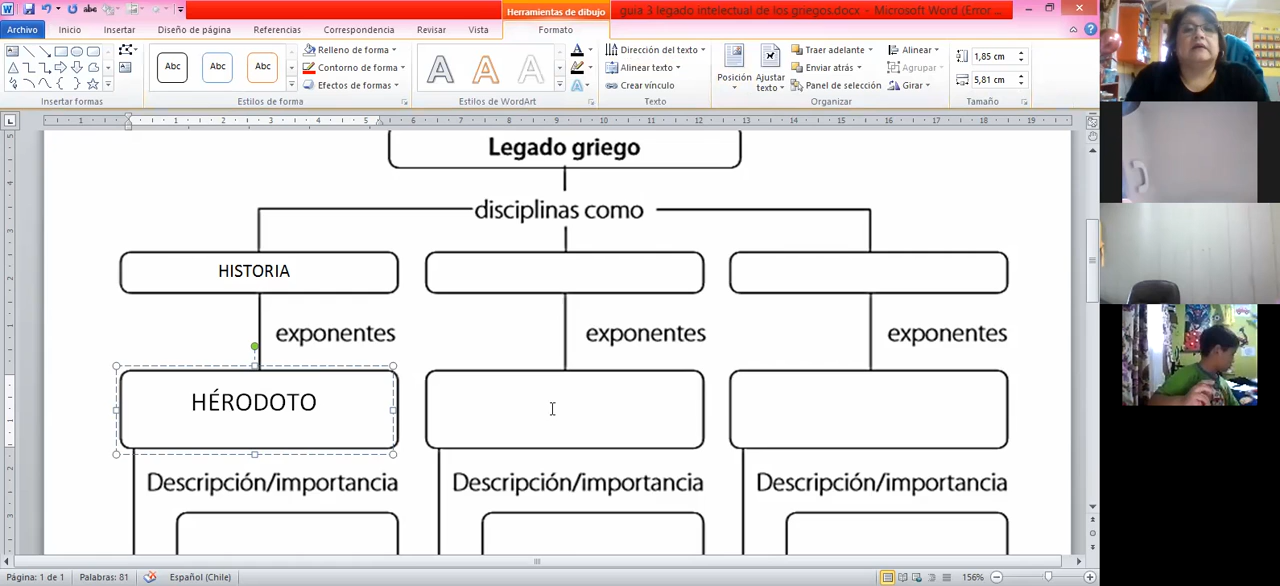 Herramientas de dibujo
guia 3 legado intelectual de los griegos.docx - Microsoft Word (Error ...
Archivo Inicio Insertar Diseño de página Referencias Correspondencia Revisar Vista Formato
Relleno de forma
Contorno de forma
Efectos de formas
Abc Abc Abc
A A A
Dirección del texto
Alinear texto
Crear vínculo
Posición
Ajustar texto
Traer adelante
Enviar atrás
Panel de selección
Alinear
Agrupar
Girar
1,85 cm
5,81 cm
Insertar formas Estilos de forma Estilos de WordArt Texto Organizar Tamaño
Legado griego
disciplinas como
HISTORIA
exponentes exponentes exponentes
HÉRODOTO
Descripción/importancia Descripción/importancia Descripción/importancia
Página: 1 de 1 Palabras: 81 Español (Chile) 156%